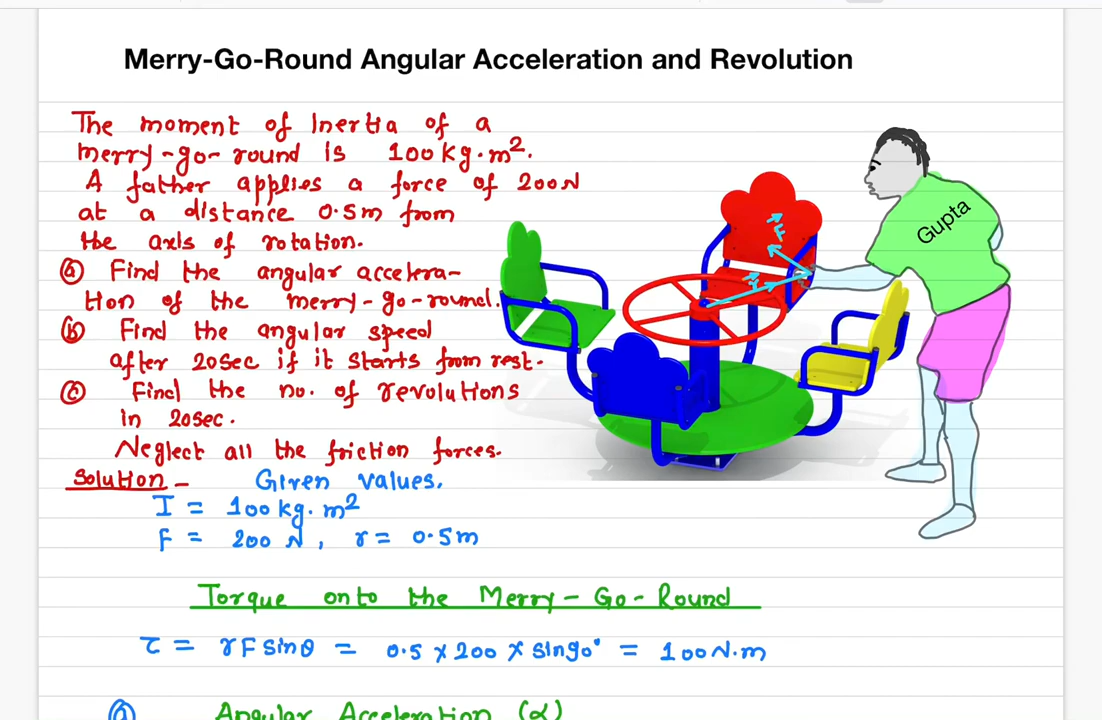 Merry-Go-Round Angular Acceleration and Revolution
The moment of Inertia of a
merry-go-round is 100 kg.m².
A father applies a force of 200N
at a distance 0.5m from
the axis of rotation.
(a) Find the angular accelera-
tion of the merry-go-round.
(b) Find the angular speed
after 20sec if it starts from rest.
(c) Find the no. of revolutions
in 20sec.
Neglect all the friction forces.
Gupta
F
r
Solution - Given values.
I = 100 kg.m²
F = 200 N, r = 0.5m
Torque onto the Merry-Go-Round
τ = rF sinθ = 0.5 × 200 × sin90° = 100 N.m
(a) Angular Acceleration (α)